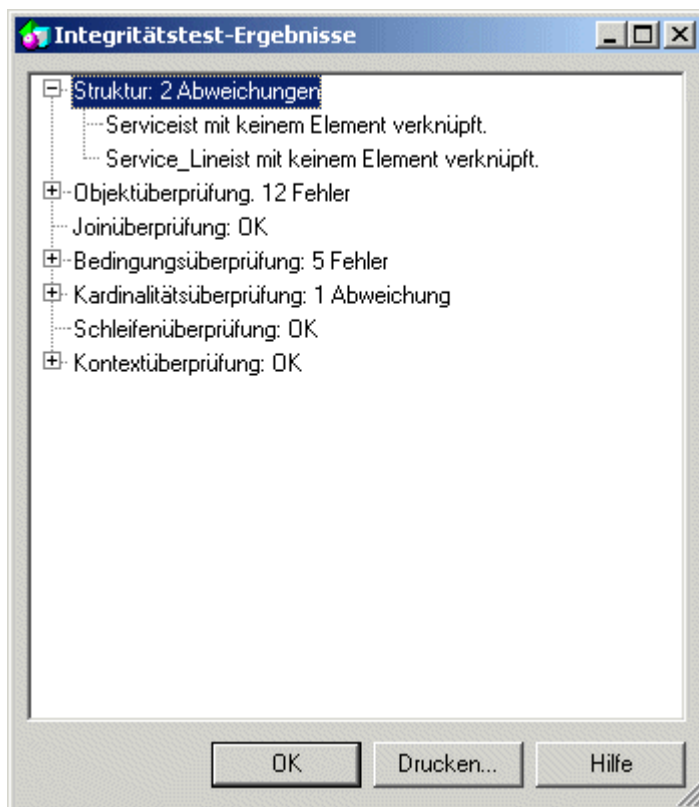 Integritätstest-Ergebnisse
Struktur: 2 Abweichungen
Serviceist mit keinem Element verknüpft.
Service_Lineist mit keinem Element verknüpft.
Objektüberprüfung. 12 Fehler
Joinüberprüfung: OK
Bedingungsüberprüfung: 5 Fehler
Kardinalitätsüberprüfung: 1 Abweichung
Schleifenüberprüfung: OK
Kontextüberprüfung: OK
OK
Drucken...
Hilfe